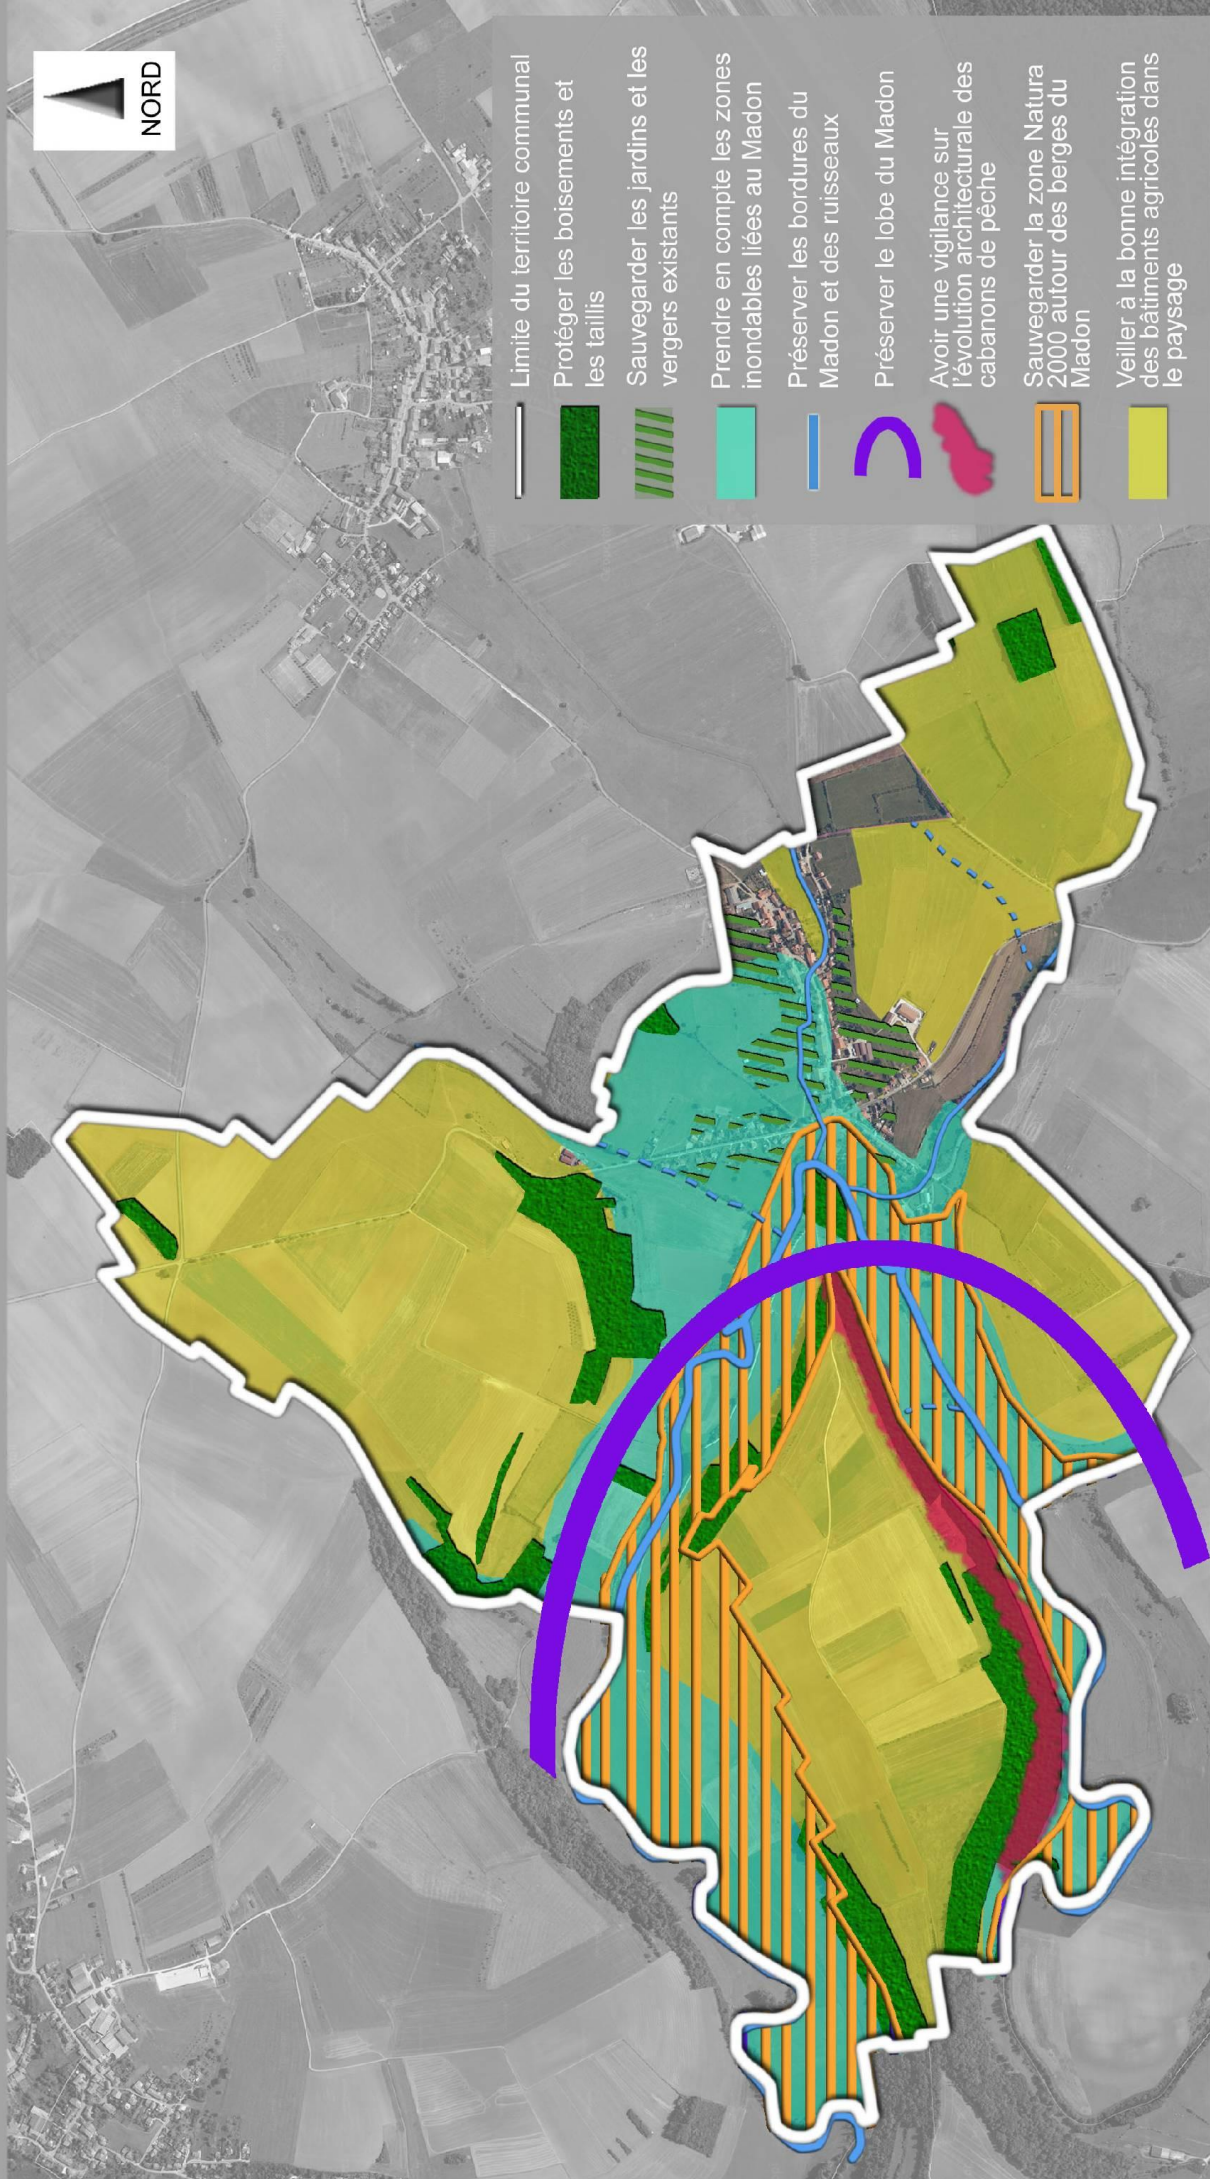 NORD
Limite du territoire communal
Protéger les boisements et
les taillis
Sauvegarder les jardins et les
vergers existants
Prendre en compte les zones
inondables liées au Madon
Préserver les bordures du
Madon et des ruisseaux
Préserver le lobe du Madon
Avoir une vigilance sur
l'évolution architecturale des
cabanons de pêche
Sauvegarder la zone Natura
2000 autour des berges du
Madon
Veiller à la bonne intégration
des bâtiments agricoles dans
le paysage